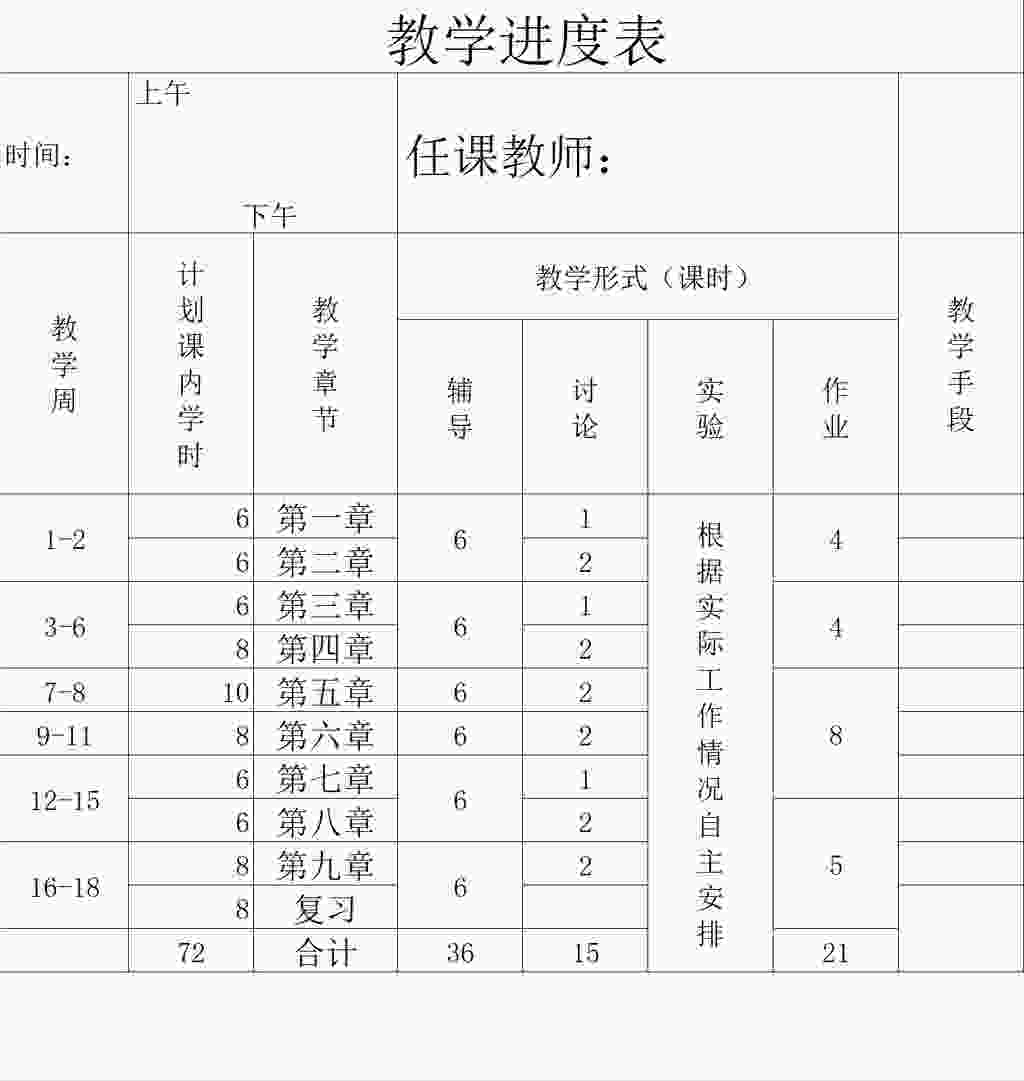 教学进度表
时间：
上午
下午
任课教师：
教学周
计划课内学时
教学章节
教学形式（课时）
辅导
讨论
实验
作业
教学手段
1-2
6 第一章
6
1
根据实际工作情况自主安排
4
6 第二章
2
3-6
6 第三章
6
1
4
8 第四章
2
7-8 10 第五章 6 2
8
9-11 8 第六章 6 2
12-15
6 第七章
6
1
6 第八章
2
5
16-18
8 第九章
6
2
8 复习
72 合计 36 15 21